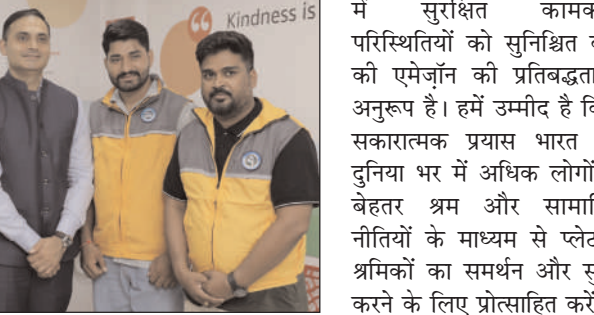 “
Kindness is
में सुरक्षित
परिस्थितियों को सुनिश्चित
की एमेज़ॉन की प्रतिबद्धता
अनुरूप है। हमें उम्मीद है
सकारात्मक प्रयास भारत
दुनिया भर में अधिक लोगों
बेहतर श्रम और
नीतियों के माध्यम से
श्रमिकों का समर्थन और
करने के लिए प्रोत्साहित करें